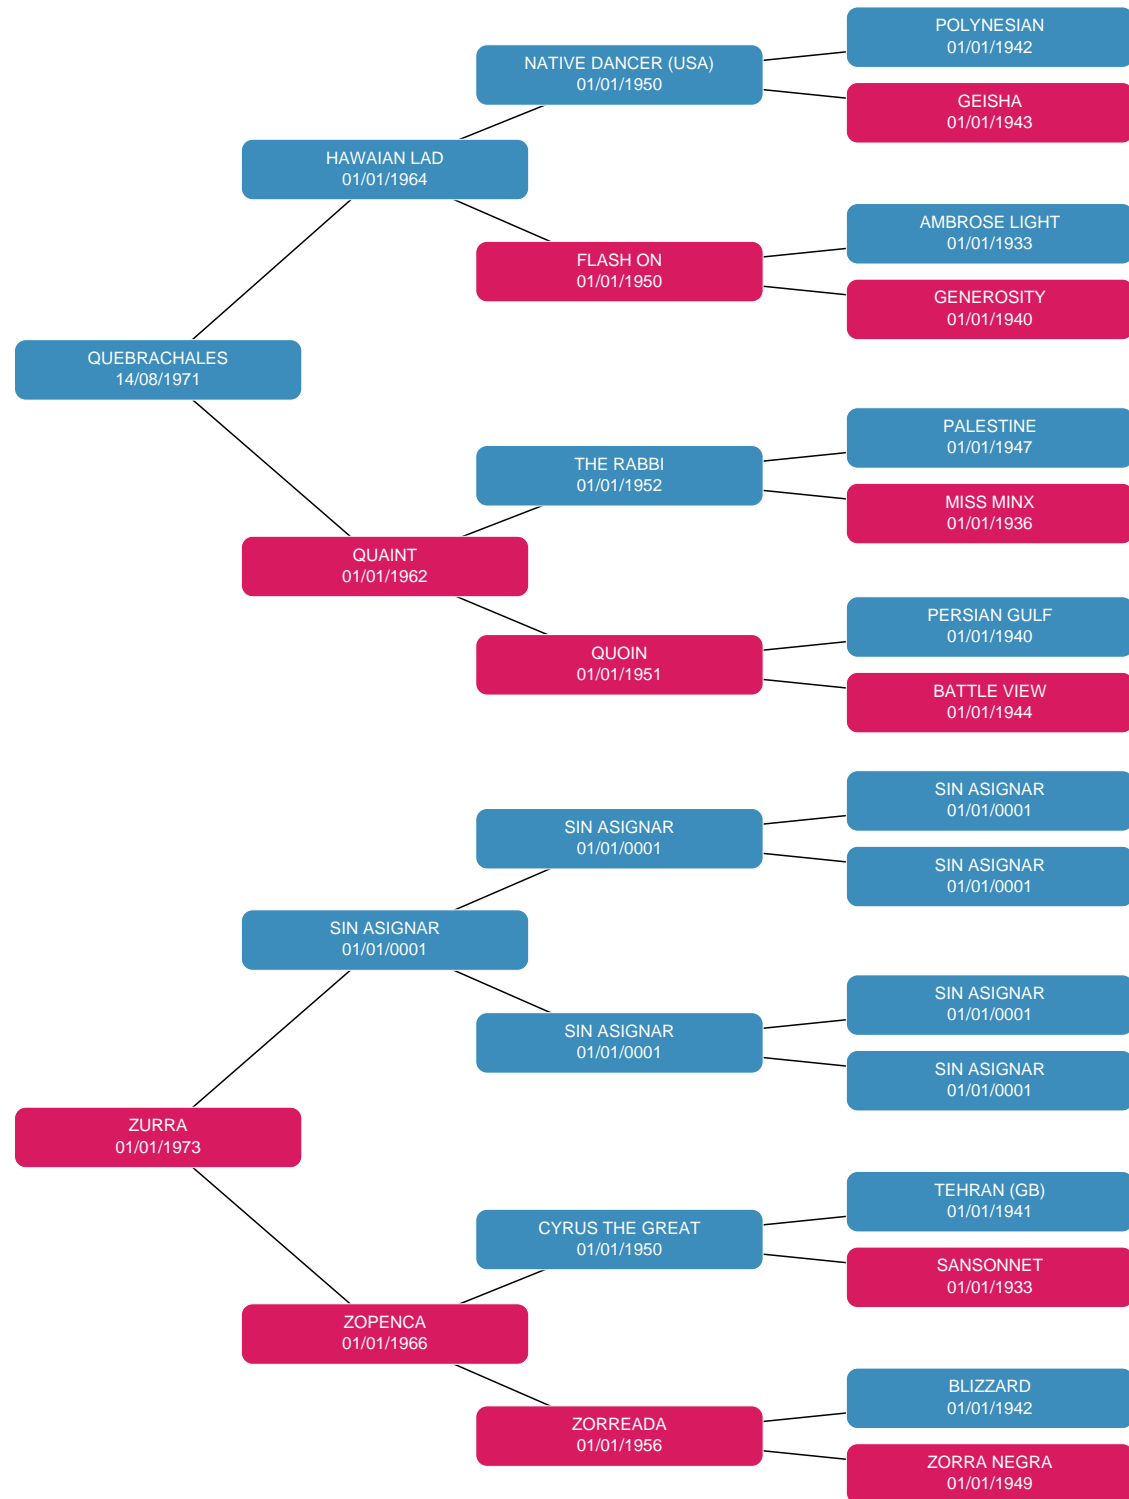 POLYNESIAN
01/01/1942
NATIVE DANCER (USA)
01/01/1950
GEISHA
01/01/1943
HAWAIAN LAD
01/01/1964
AMBROSE LIGHT
01/01/1933
FLASH ON
01/01/1950
GENEROSITY
01/01/1940
QUEBRACHALES
14/08/1971
PALESTINE
01/01/1947
THE RABBI
01/01/1952
MISS MINX
01/01/1936
QUAINT
01/01/1962
PERSIAN GULF
01/01/1940
QUOIN
01/01/1951
BATTLE VIEW
01/01/1944
SIN ASIGNAR
01/01/0001
SIN ASIGNAR
01/01/0001
SIN ASIGNAR
01/01/0001
SIN ASIGNAR
01/01/0001
SIN ASIGNAR
01/01/0001
SIN ASIGNAR
01/01/0001
SIN ASIGNAR
01/01/0001
ZURRA
01/01/1973
TEHRAN (GB)
01/01/1941
CYRUS THE GREAT
01/01/1950
SANSONNET
01/01/1933
ZOPENCA
01/01/1966
BLIZZARD
01/01/1942
ZORREADA
01/01/1956
ZORRA NEGRA
01/01/1949